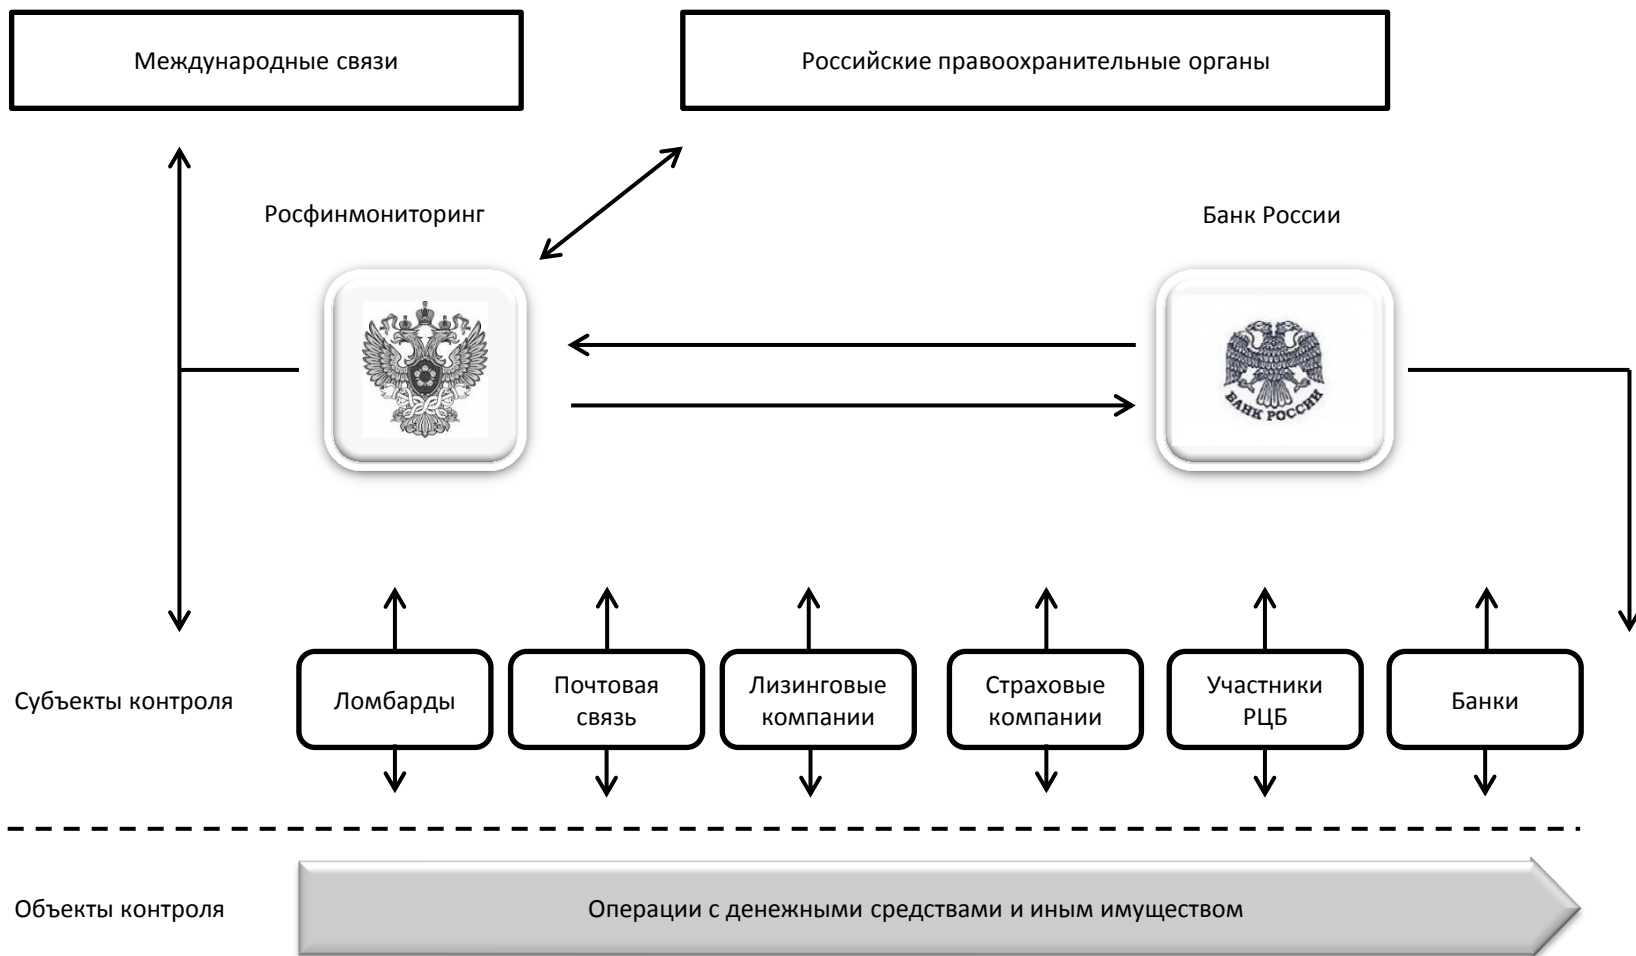 Международные связи
Российские правоохранительные органы
Росфинмониторинг
Банк России
БАНК РОССИИ
Субъекты контроля
Ломбарды
Почтовая
связь
Лизинговые
компании
Страховые
компании
Участники
РЦБ
Банки
Объекты контроля
Операции с денежными средствами и иным имуществом